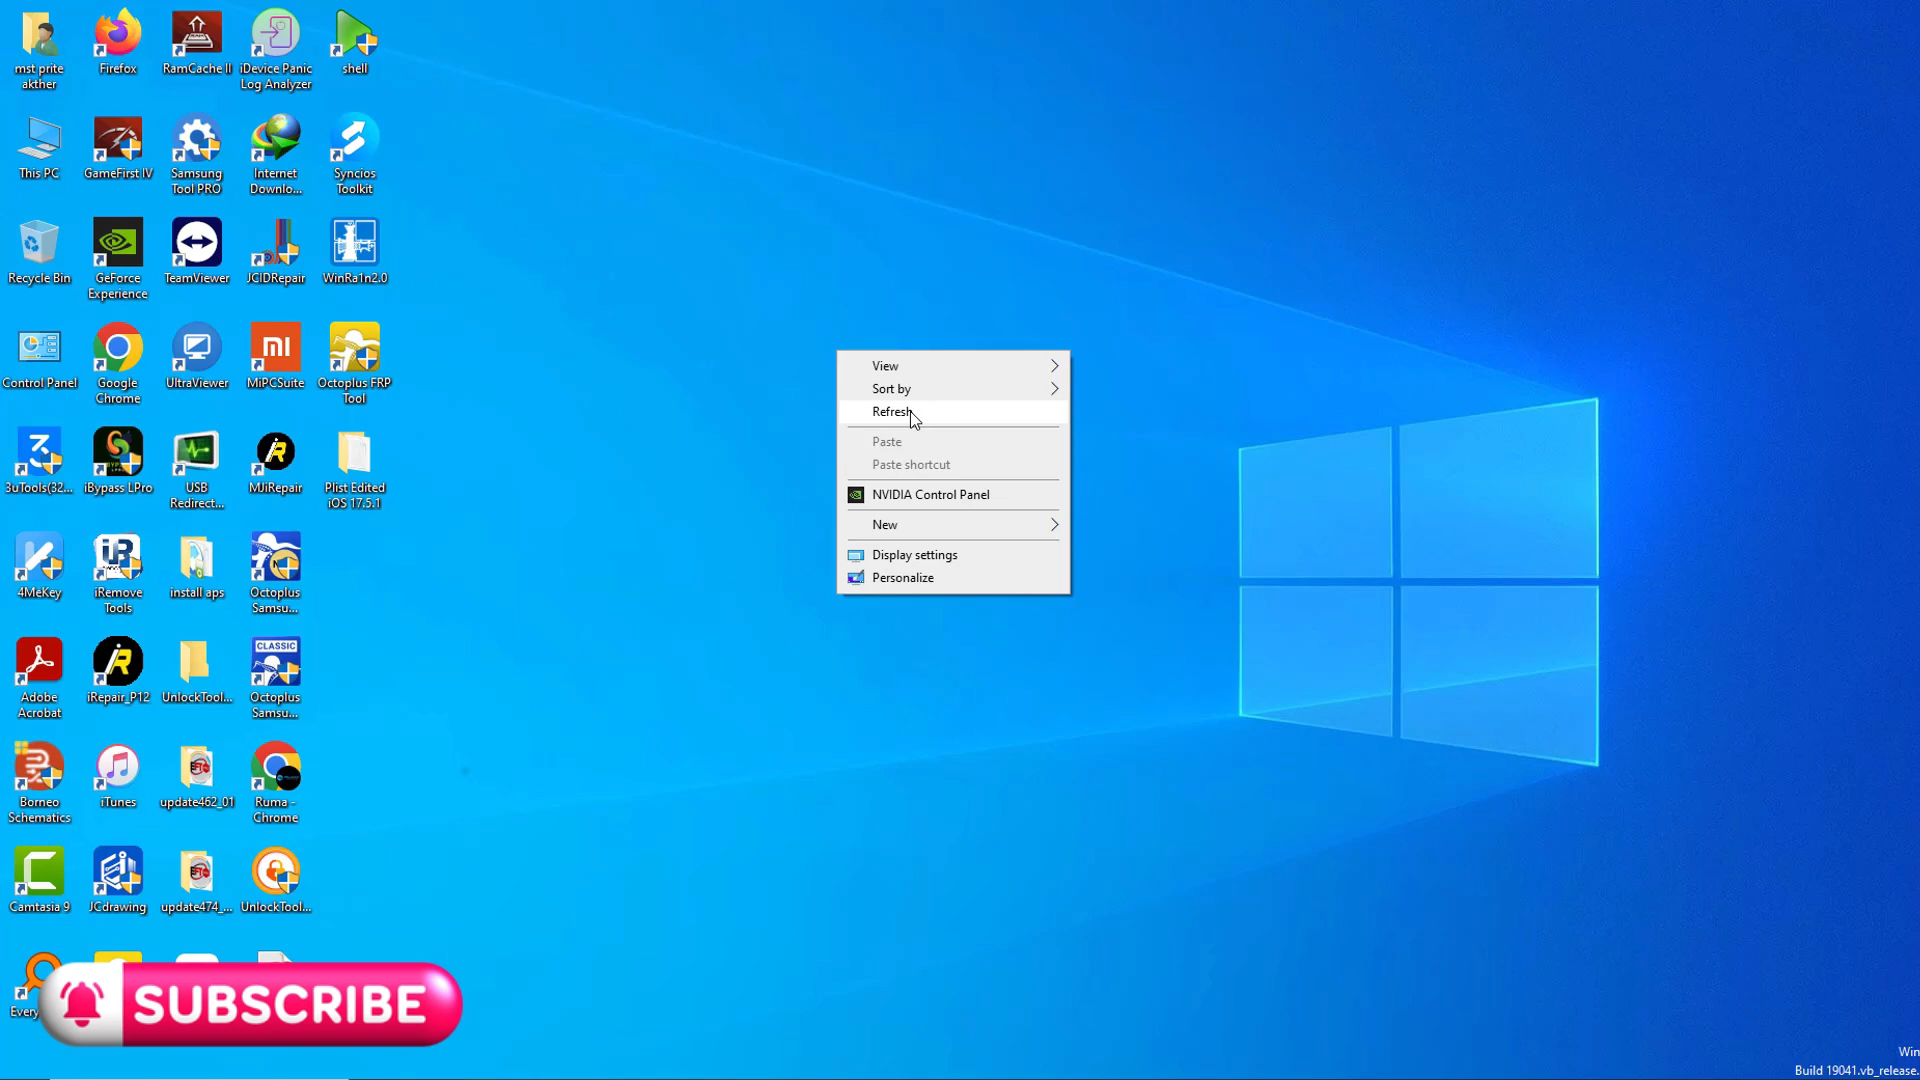 mst prite
akther
Firefox
RamCache II
iDevice Panic
Log Analyzer
shell
This PC
GameFirst IV
Samsung
Tool PRO
Internet
Downlo...
Syncios
Toolkit
Recycle Bin
GeForce
Experience
TeamViewer
JCIDRepair
WinRa1n2.0
Control Panel
Google
Chrome
UltraViewer
MiPCSuite
Octoplus FRP
Tool
3uTools(32...
iBypass LPro
USB
Redirect...
MJiRepair
Plist Edited
iOS 17.5.1
4MeKey
iRemove
Tools
install aps
Octoplus
Samsu...
Adobe
Acrobat
iRepair_P12
UnlockTool...
CLASSIC
Octoplus
Samsu...
Borneo
Schematics
iTunes
update462_01
Ruma -
Chrome
Camtasia 9
JCdrawing
update474_...
UnlockTool...
View
Sort by
Refresh
Paste
Paste shortcut
NVIDIA Control Panel
New
Display settings
Personalize
Every
SUBSCRIBE
Win
Build 19041.vb_release.